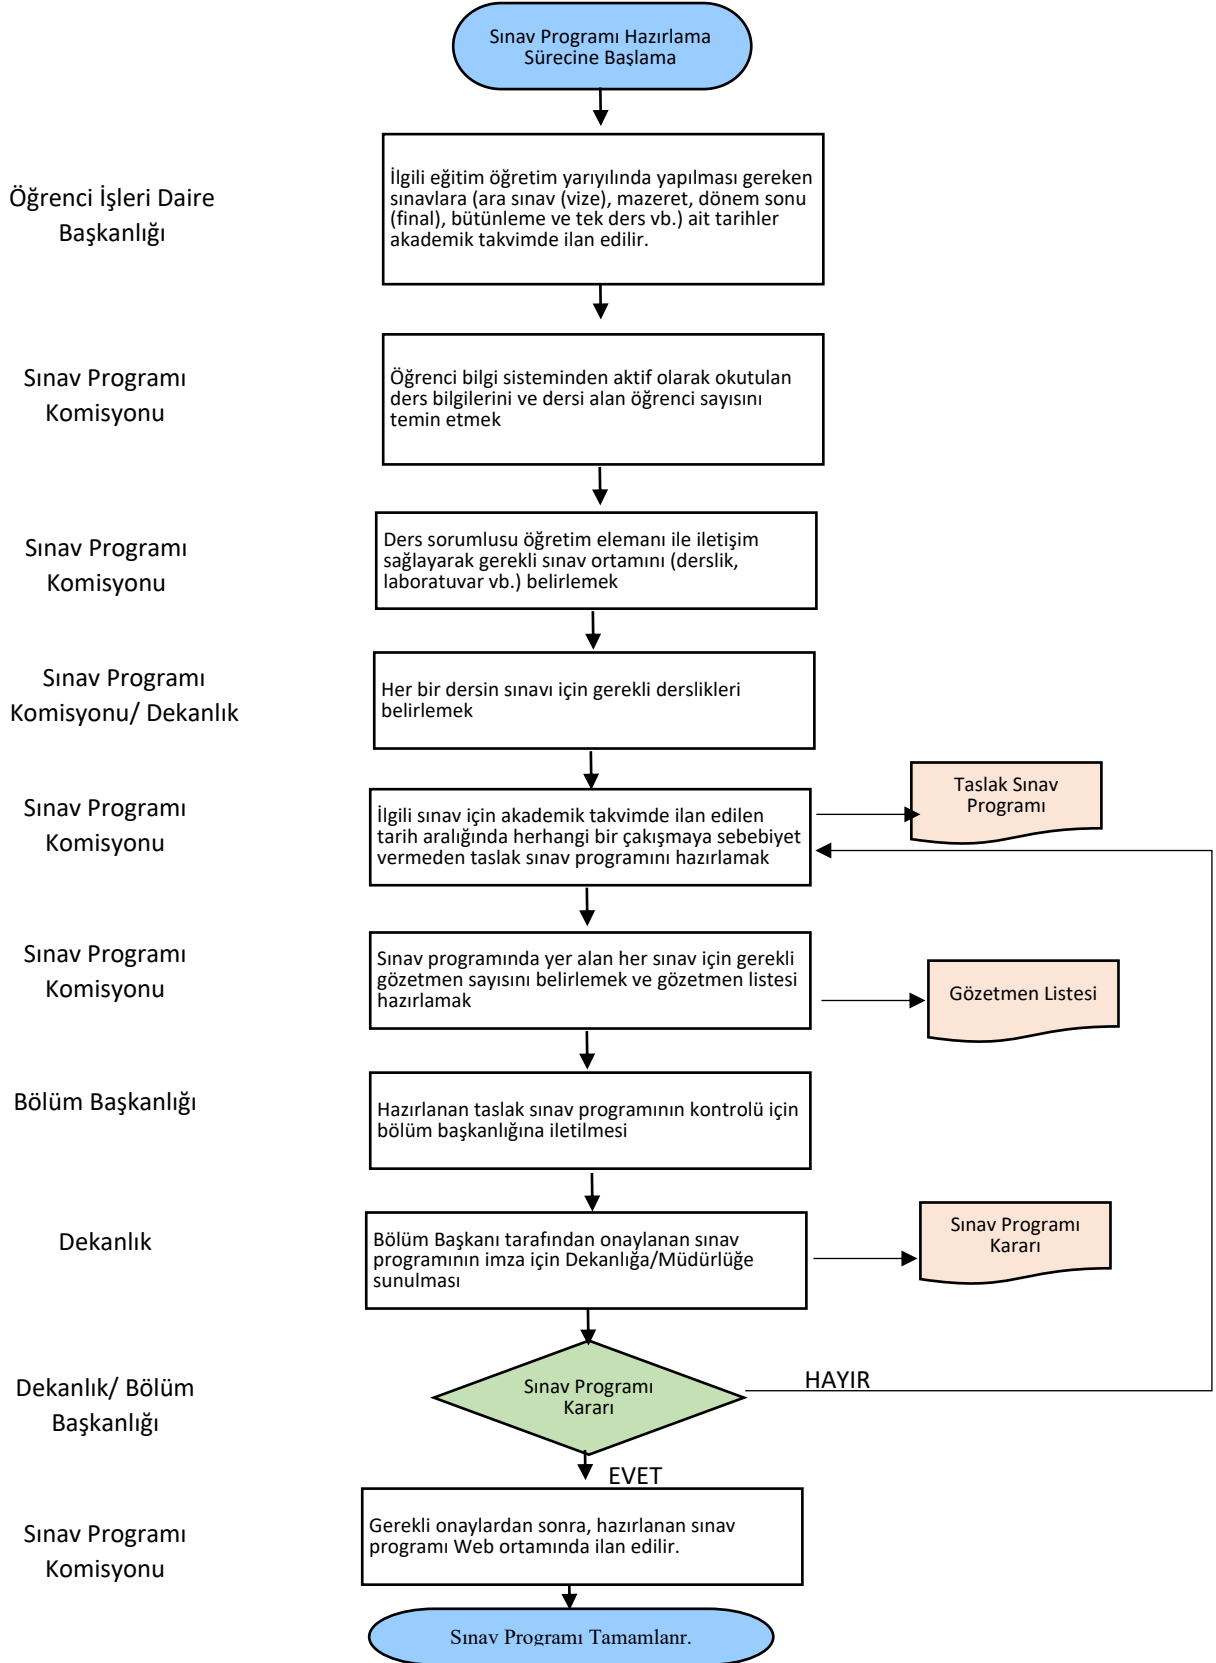 Sınav Programı Hazırlama
Sürecine Başlama
Öğrenci İşleri Daire
Başkanlığı
İlgili eğitim öğretim yarıyılında yapılması gereken
sınavlara (ara sınav (vize), mazeret, dönem sonu
(final), bütünleme ve tek ders vb.) ait tarihler
akademik takvimde ilan edilir.
Sınav Programı
Komisyonu
Öğrenci bilgi sisteminden aktif olarak okutulan
ders bilgilerini ve dersi alan öğrenci sayısını
temin etmek
Sınav Programı
Komisyonu
Ders sorumlusu öğretim elemanı ile iletişim
sağlayarak gerekli sınav ortamını (derslik,
laboratuvar vb.) belirlemek
Sınav Programı
Komisyonu/ Dekanlık
Her bir dersin sınavı için gerekli derslikleri
belirlemek
Sınav Programı
Komisyonu
İlgili sınav için akademik takvimde ilan edilen
tarih aralığında herhangi bir çakışmaya sebebiyet
vermeden taslak sınav programını hazırlamak
Taslak Sınav
Programı
Sınav Programı
Komisyonu
Sınav programında yer alan her sınav için gerekli
gözetmen sayısını belirlemek ve gözetmen listesi
hazırlamak
Gözetmen Listesi
Bölüm Başkanlığı
Hazırlanan taslak sınav programının kontrolü için
bölüm başkanlığına iletilmesi
Dekanlık
Bölüm Başkanı tarafından onaylanan sınav
programının imza için Dekanlığa/Müdürlüğe
sunulması
Sınav Programı
Kararı
Dekanlık/ Bölüm
Başkanlığı
Sınav Programı
Kararı
HAYIR
EVET
Sınav Programı
Komisyonu
Gerekli onaylardan sonra, hazırlanan sınav
programı Web ortamında ilan edilir.
Sınav Programı Tamamlanr.